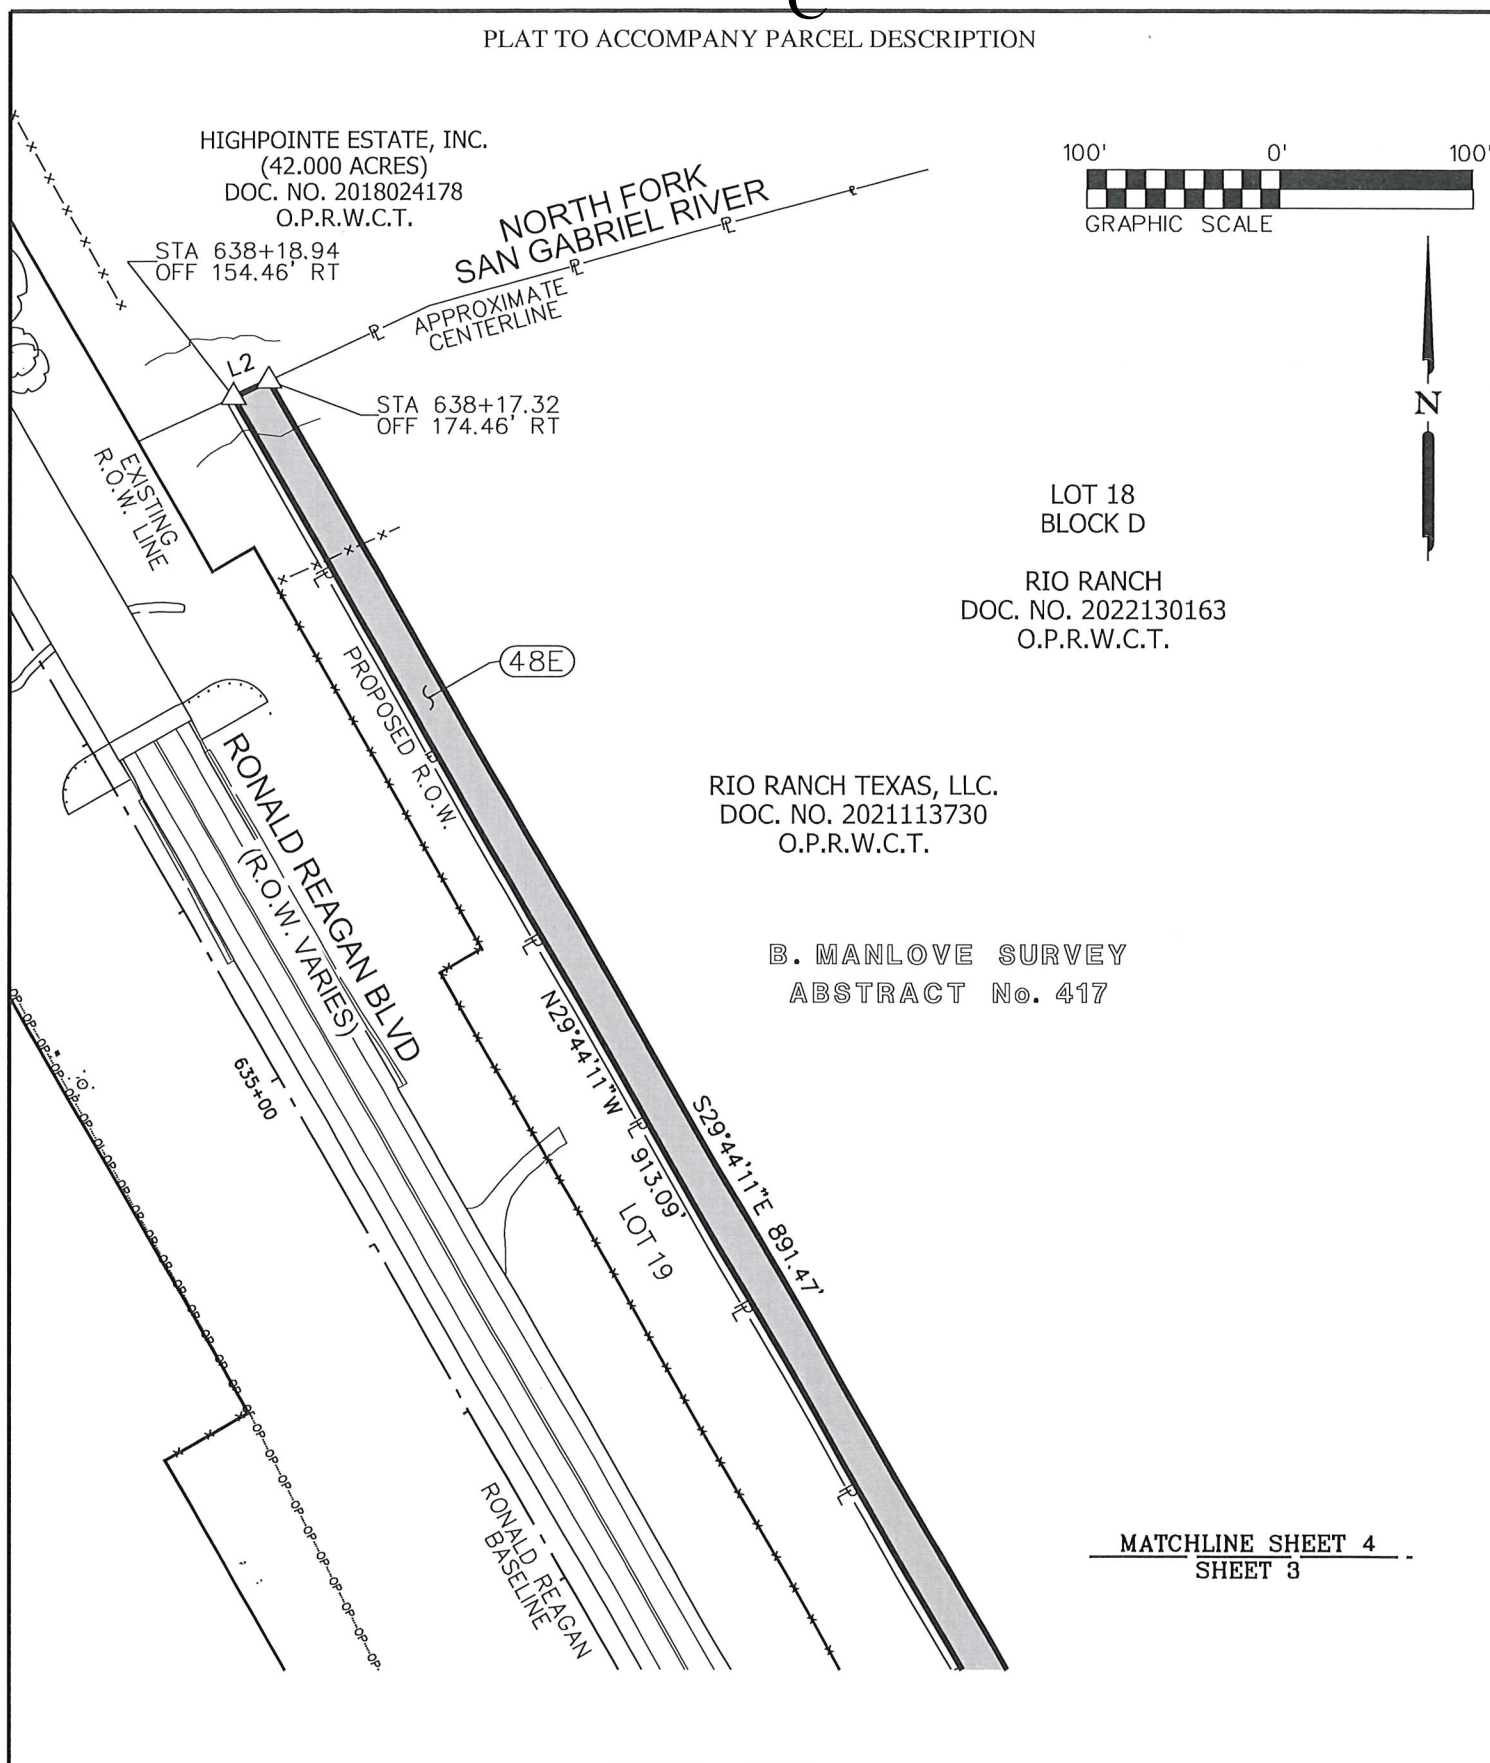 PLAT TO ACCOMPANY PARCEL DESCRIPTION
HIGHPOINTE ESTATE, INC.
(42.000 ACRES)
DOC. NO. 2018024178
O.P.R.W.C.T.
100' 0' 100'
GRAPHIC SCALE
NORTH FORK
SAN GABRIEL RIVER
APPROXIMATE
CENTERLINE
STA 638+18.94
OFF 154.46' RT
L2
STA 638+17.32
OFF 174.46' RT
N
EXISTING
R.O.W. LINE
LOT 18
BLOCK D
RIO RANCH
DOC. NO. 2022130163
O.P.R.W.C.T.
48E
PROPOSED R.O.W.
RONALD REAGAN BLVD
(R.O.W. VARIES)
RIO RANCH TEXAS, LLC.
DOC. NO. 2021113730
O.P.R.W.C.T.
B. MANLOVE SURVEY
ABSTRACT No. 417
N29°44'11"W 913.09'
S29°44'11"E 891.47'
635+00
LOT 19
RONALD REAGAN
BASELINE
MATCHLINE SHEET 4
SHEET 3